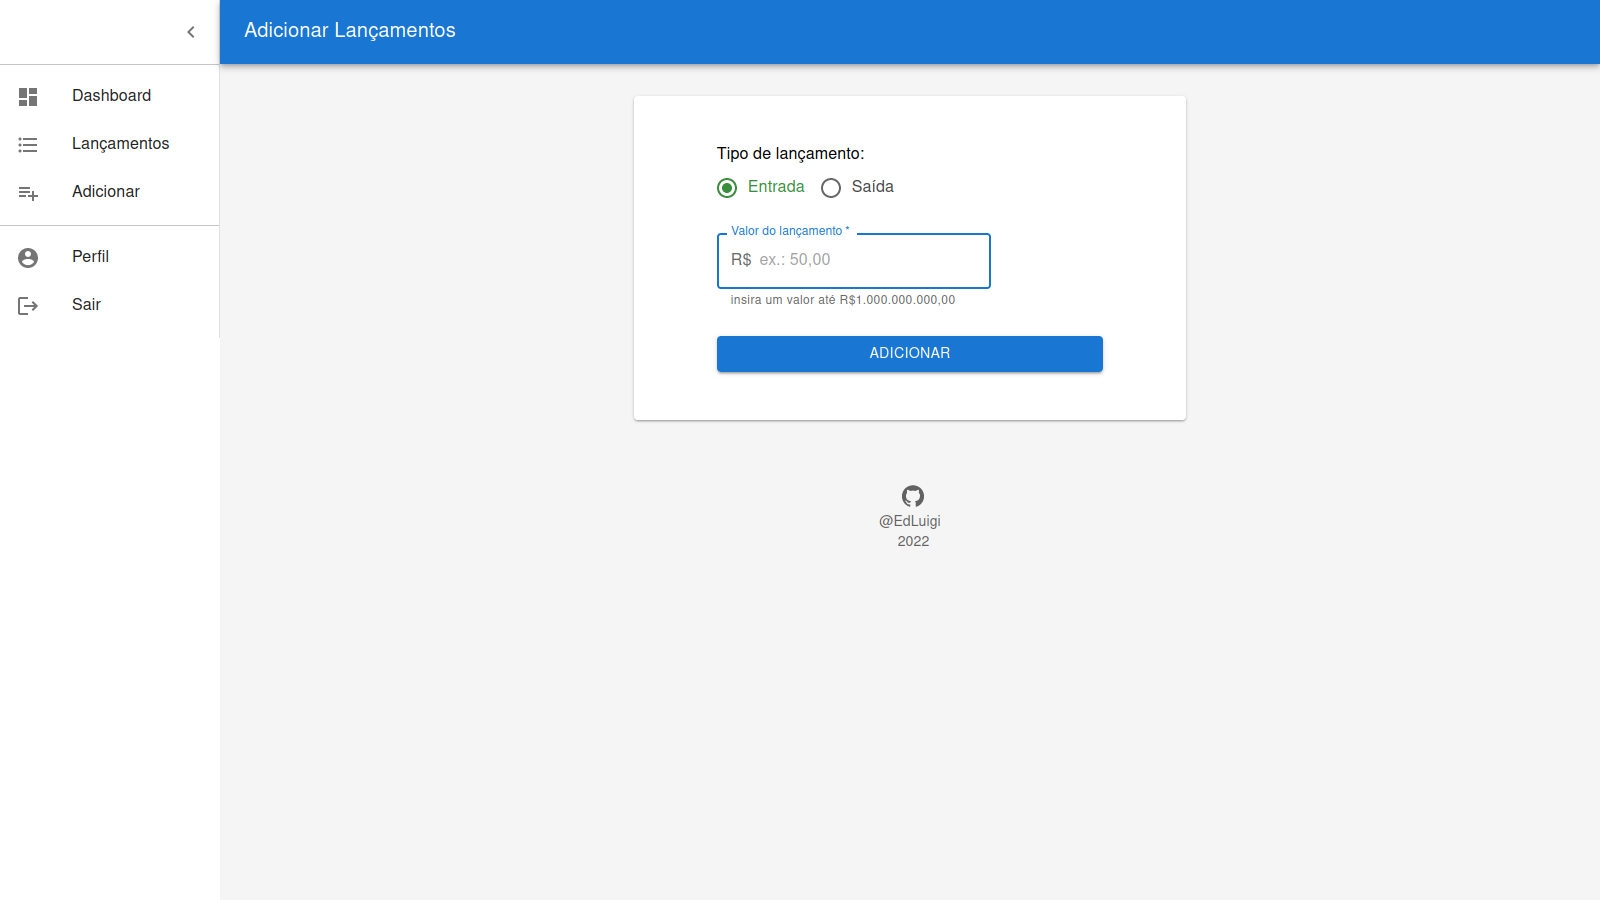 Adicionar Lançamentos
Dashboard
Lançamentos
Adicionar
Perfil
Sair
Tipo de lançamento:
Entrada Saída
Valor do lançamento *
R$ ex.: 50,00
insira um valor até R$1.000.000.000,00
ADICIONAR
@EdLuigi
2022